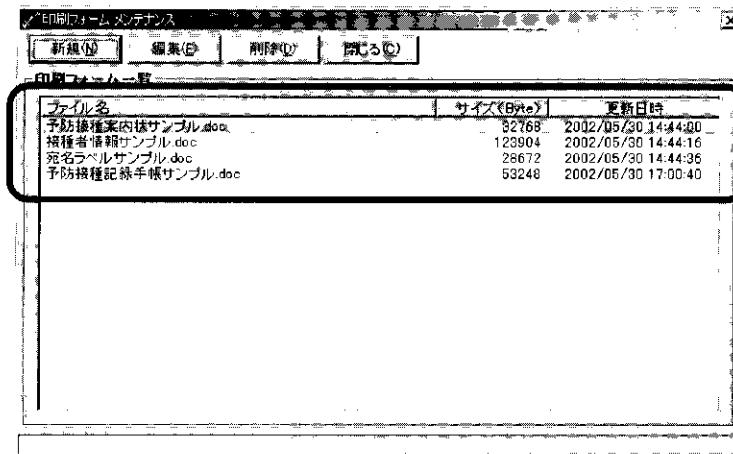 印刷フォーム メンテナンス
新規(N) 編集(E) 削除(D) 閉じる(C)
印刷フォーム一覧
ファイル名 サイズ(Byte) 更新日時
予防接種案内状サンプル.doc 32768 2002/05/30 14:44:00
接種者情報サンプル.doc 123904 2002/05/30 14:44:16
宛名ラベルサンプル.doc 28672 2002/05/30 14:44:36
予防接種記録手帳サンプル.doc 53248 2002/05/30 17:00:40